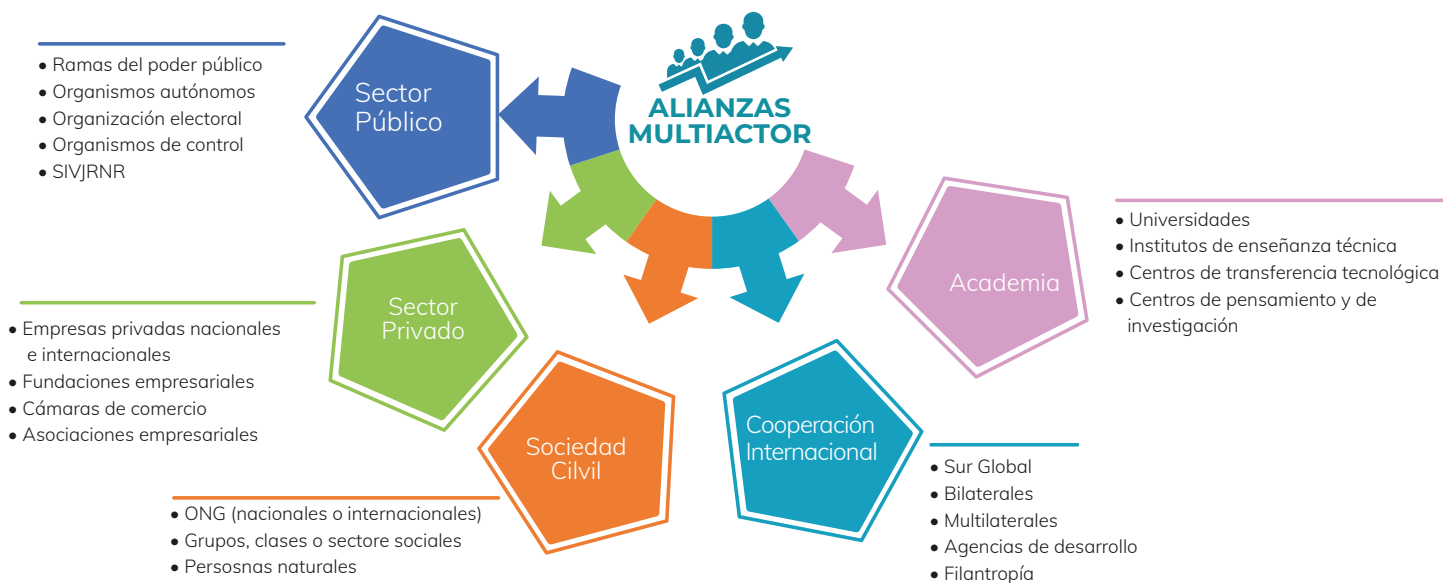 ALIANZAS
MULTIACTOR
Sector
Público
• Ramas del poder público
• Organismos autónomos
• Organización electoral
• Organismos de control
• SIVJRNR
Sector
Privado
• Empresas privadas nacionales
e internacionales
• Fundaciones empresariales
• Cámaras de comercio
• Asociaciones empresariales
Sociedad
Cilvil
• ONG (nacionales o internacionales)
• Grupos, clases o sectore sociales
• Persosnas naturales
Cooperación
Internacional
• Sur Global
• Bilaterales
• Multilaterales
• Agencias de desarrollo
• Filantropía
Academia
• Universidades
• Institutos de enseñanza técnica
• Centros de transferencia tecnológica
• Centros de pensamiento y de
investigación